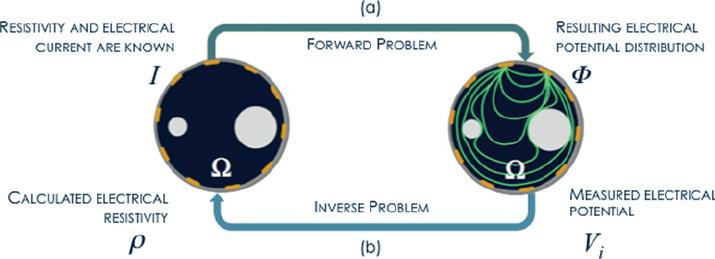 (a)
RESISTIVITY AND ELECTRICAL
CURRENT ARE KNOWN
I
FORWARD PROBLEM
RESULTING ELECTRICAL
POTENTIAL DISTRIBUTION
Φ
Ω
Ω
CALCULATED ELECTRICAL
RESISTIVITY
ρ
INVERSE PROBLEM
(b)
MEASURED ELECTRICAL
POTENTIAL
Vi